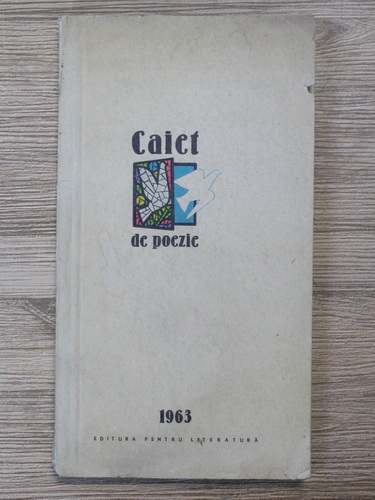 Caiet
de poezie
1963
EDITURA PENTRU LITERATURĂ